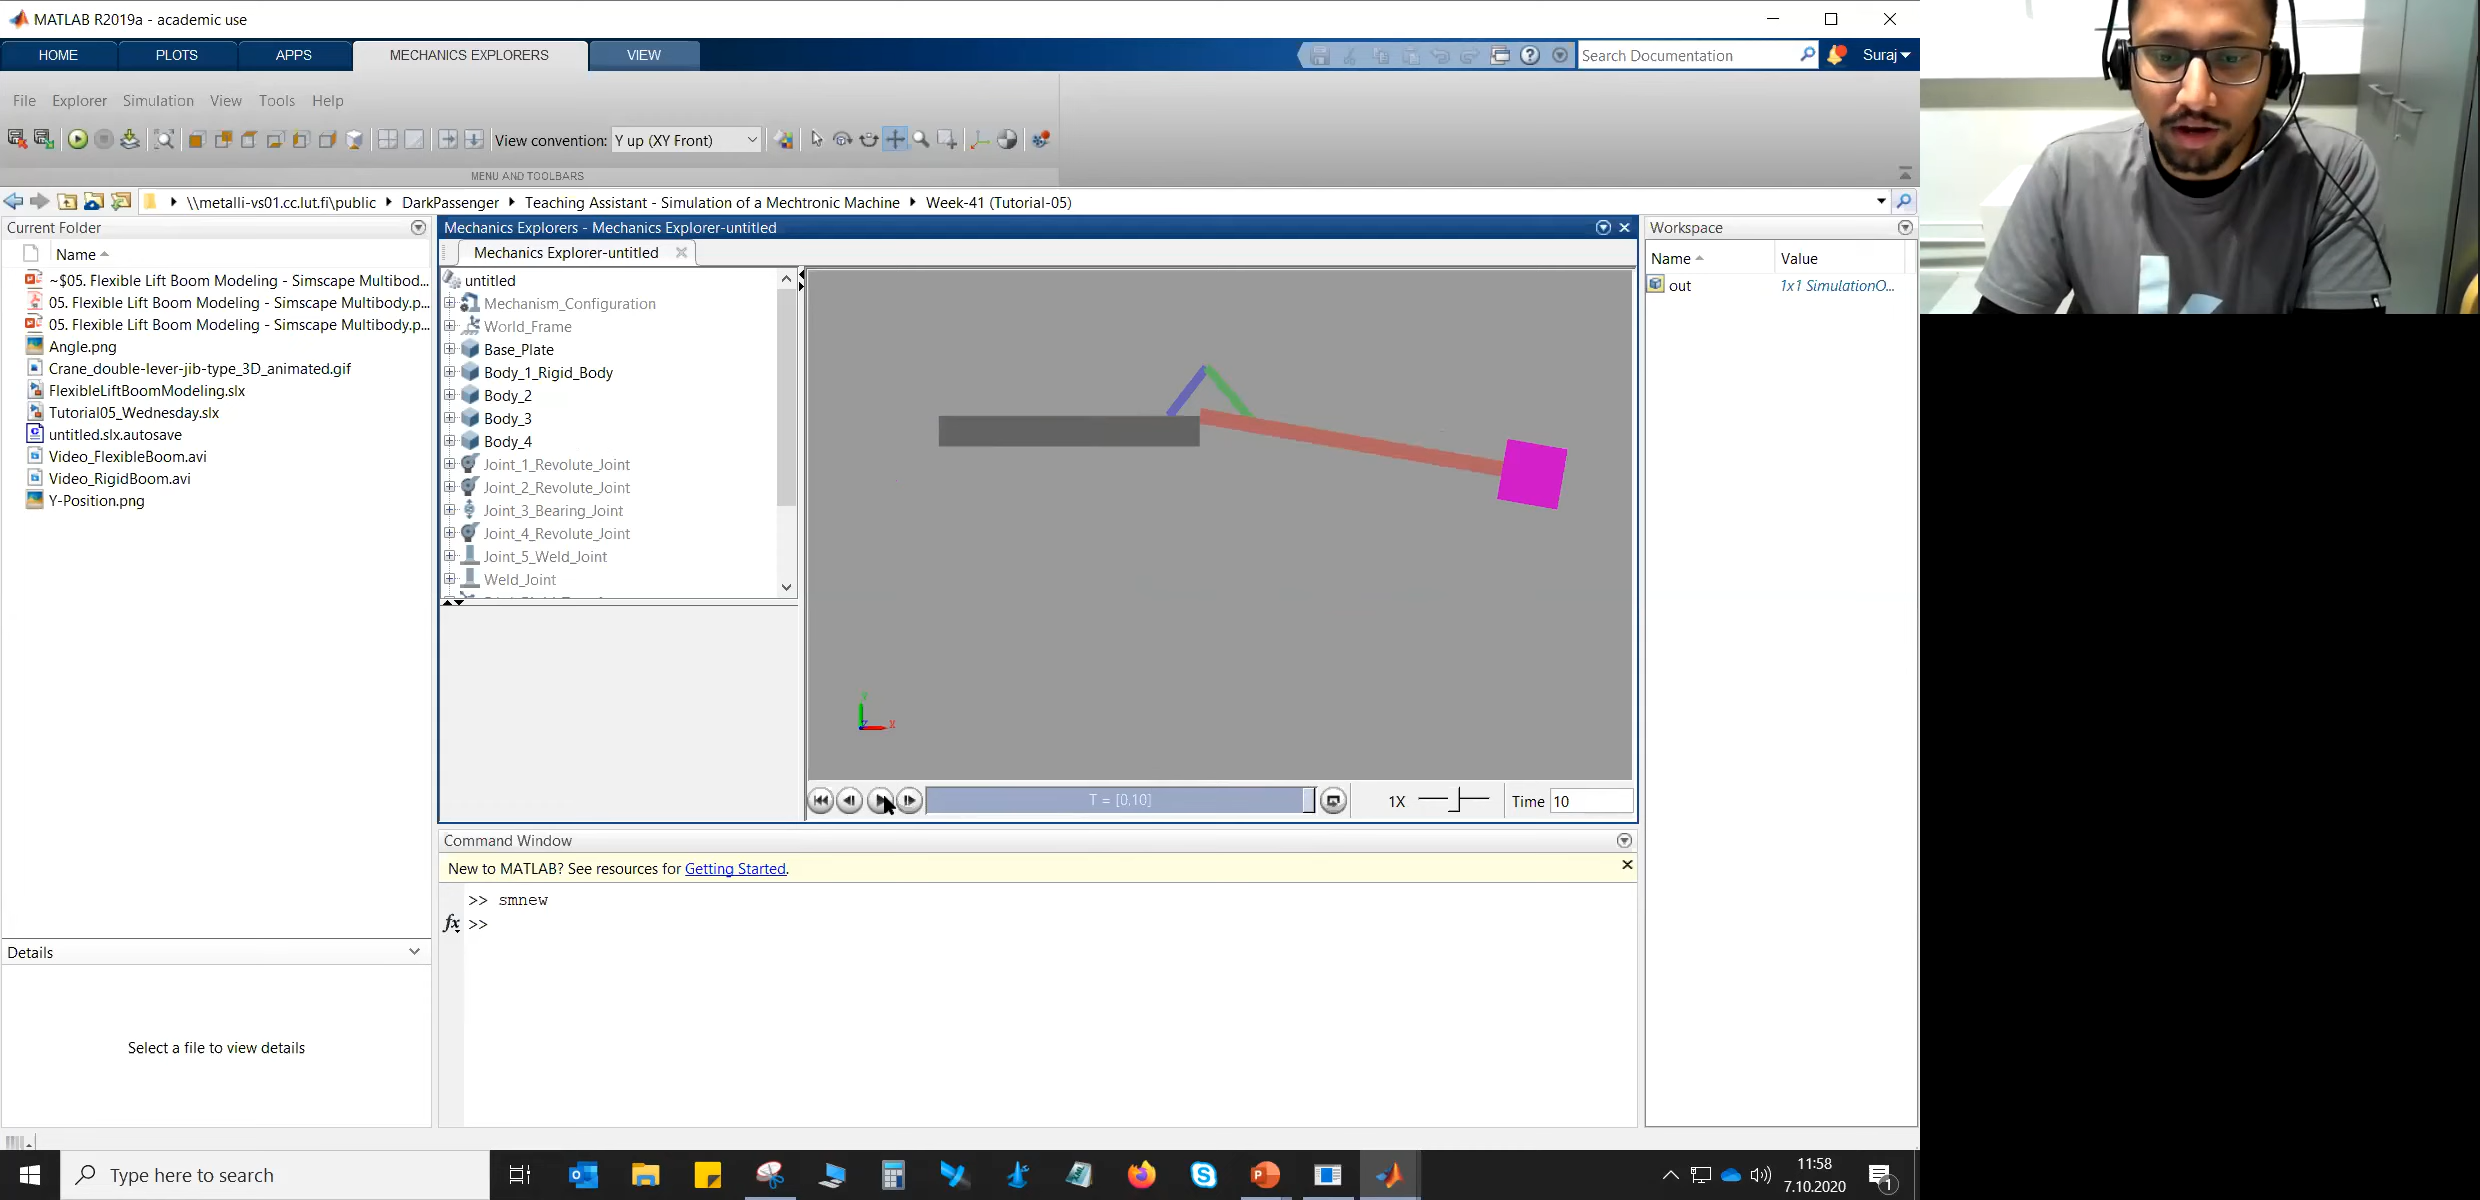 MATLAB R2019a - academic use
HOME PLOTS APPS MECHANICS EXPLORERS VIEW
Search Documentation
Suraj
File Explorer Simulation View Tools Help
View convention: Y up (XY Front)
MENU AND TOOLBARS
\\metalli-vs01.cc.lut.fi\public DarkPassenger Teaching Assistant - Simulation of a Mechtronic Machine Week-41 (Tutorial-05)
Current Folder
Name
~$05. Flexible Lift Boom Modeling - Simscape Multibod...
05. Flexible Lift Boom Modeling - Simscape Multibody.p...
05. Flexible Lift Boom Modeling - Simscape Multibody.p...
Angle.png
Crane_double-lever-jib-type_3D_animated.gif
FlexibleLiftBoomModeling.slx
Tutorial05_Wednesday.slx
untitled.slx.autosave
Video_FlexibleBoom.avi
Video_RigidBoom.avi
Y-Position.png
Details
Select a file to view details
Mechanics Explorers - Mechanics Explorer-untitled
Mechanics Explorer-untitled
untitled
Mechanism_Configuration
World_Frame
Base_Plate
Body_1_Rigid_Body
Body_2
Body_3
Body_4
Joint_1_Revolute_Joint
Joint_2_Revolute_Joint
Joint_3_Bearing_Joint
Joint_4_Revolute_Joint
Joint_5_Weld_Joint
Weld_Joint
Y
X
T = [0,10]
1X
Time 10
Command Window
New to MATLAB? See resources for Getting Started.
>> smnew
fx >>
Workspace
Name Value
out 1x1 SimulationO...
Type here to search
11:58
7.10.2020
1